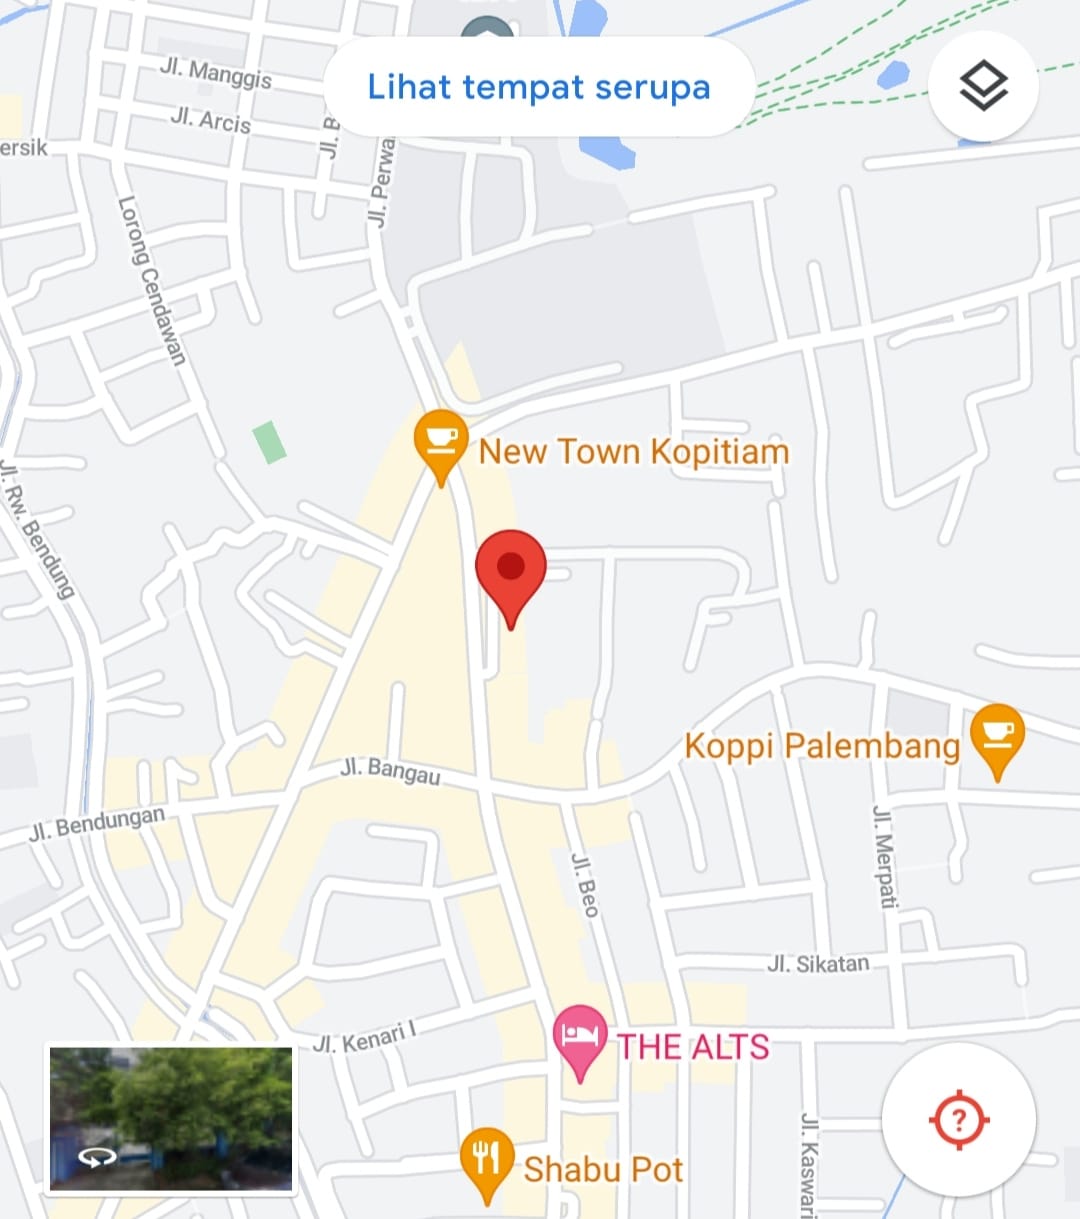 Jl. Manggis
Lihat tempat serupa
Jl. Arcis
Jl. B
ersik
Jl. Perwa
Lorong Cendawan
New Town Kopitiam
Jl. Rw. Bendung
Koppi Palembang
Jl. Bangau
Jl. Bendungan
Jl. Beo
Jl. Merpati
Jl. Sikatan
Jl. Kenari I
THE ALTS
?
Jl. Kaswari
Shabu Pot